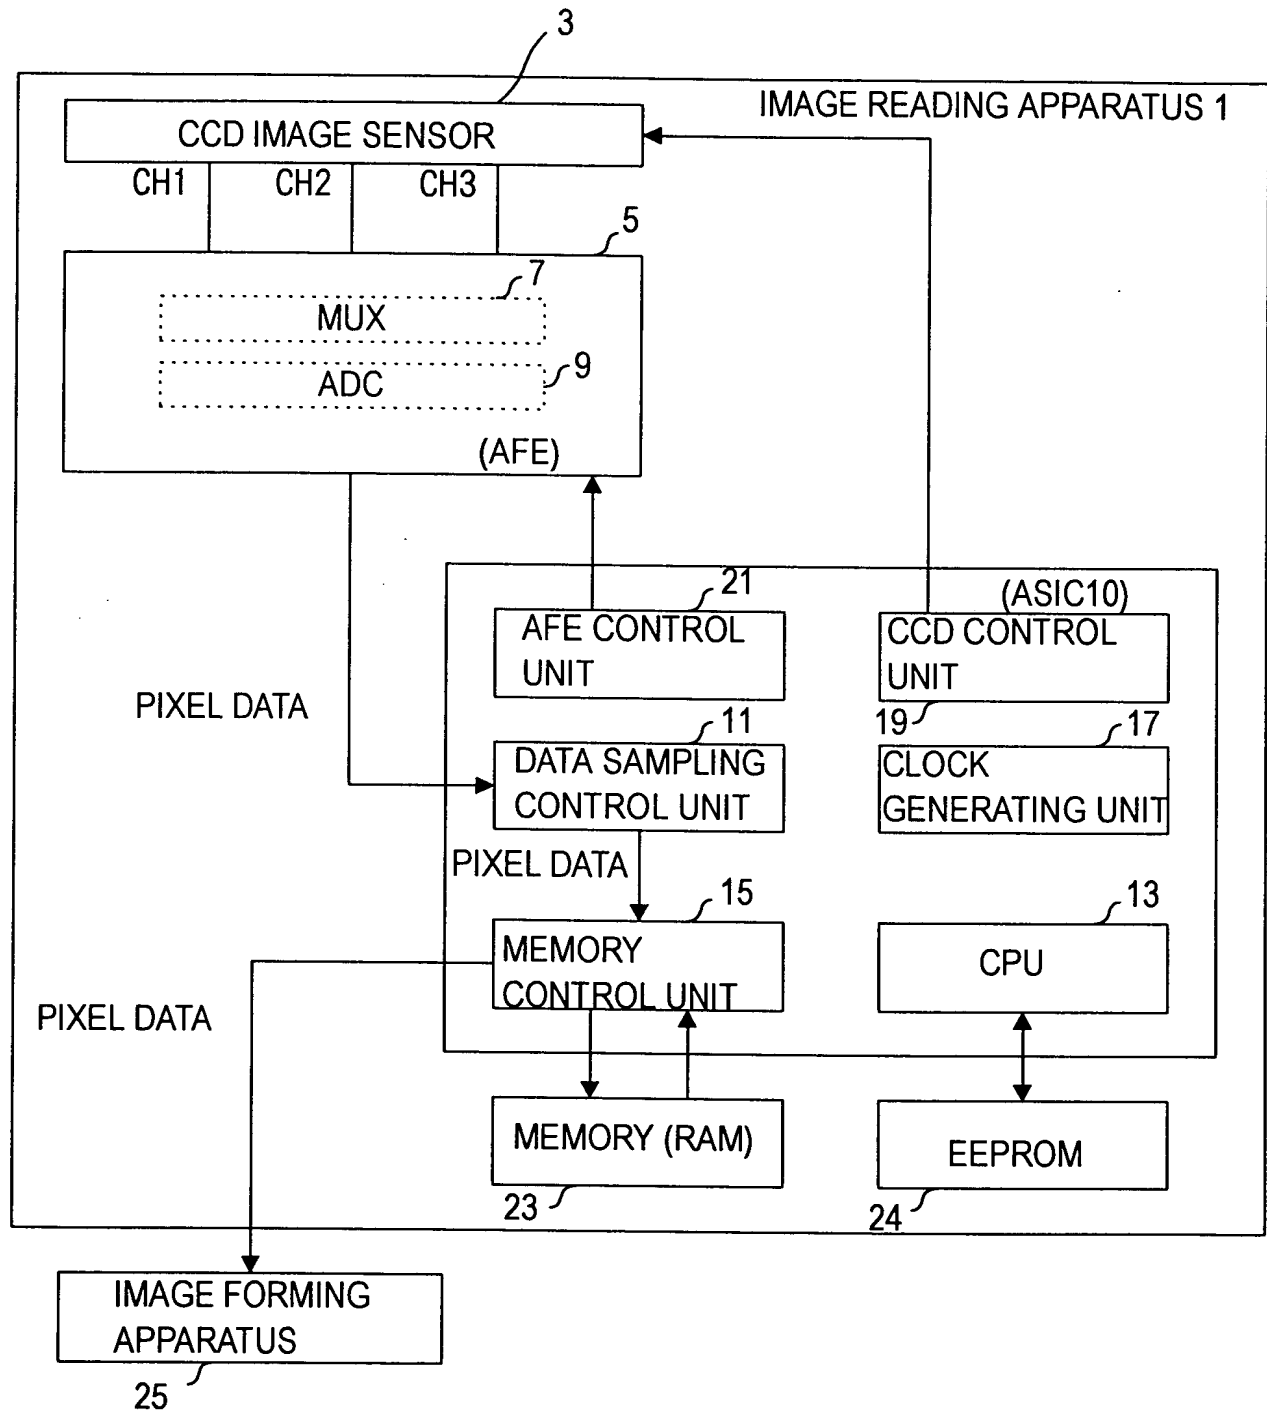 3
IMAGE READING APPARATUS 1
CCD IMAGE SENSOR
CH1
CH2
CH3
5
7
MUX
9
ADC
(AFE)
(ASIC10)
21
AFE CONTROL
UNIT
CCD CONTROL
UNIT
19
PIXEL DATA
11
DATA SAMPLING
CONTROL UNIT
17
CLOCK
GENERATING UNIT
PIXEL DATA
15
MEMORY
CONTROL UNIT
13
CPU
PIXEL DATA
MEMORY (RAM)
23
EEPROM
24
IMAGE FORMING
APPARATUS
25